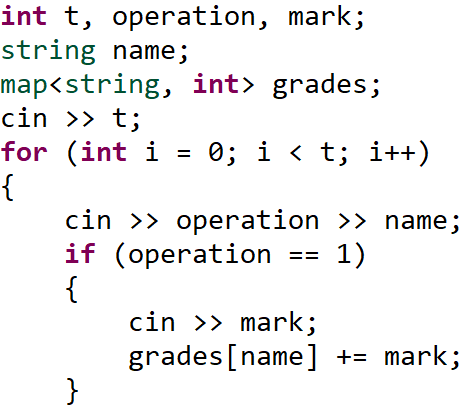 int t, operation, mark;
string name;
map<string, int> grades;
cin >> t;
for (int i = 0; i < t; i++)
{
    cin >> operation >> name;
    if (operation == 1)
    {
        cin >> mark;
        grades[name] += mark;
    }